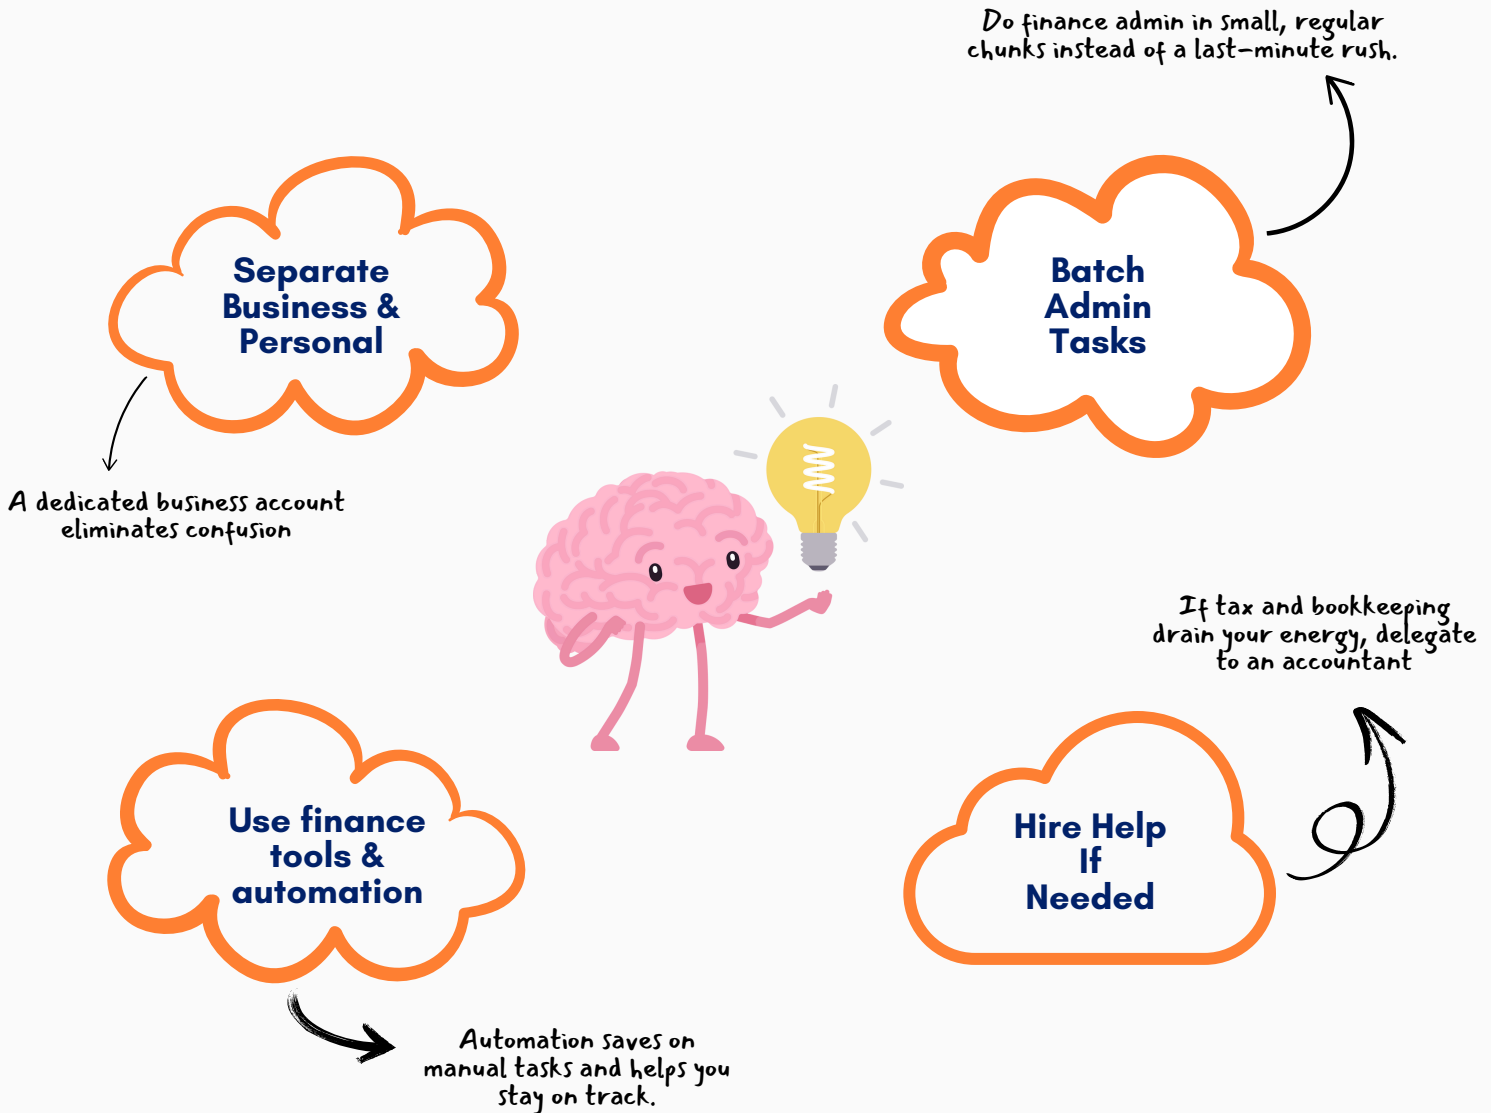 Do finance admin in small, regular
chunks instead of a last-minute rush.
Separate
Business &
Personal
A dedicated business account
eliminates confusion
Batch
Admin
Tasks
If tax and bookkeeping
drain your energy, delegate
to an accountant
Use finance
tools &
automation
Automation saves on
manual tasks and helps you
stay on track.
Hire Help
If
Needed